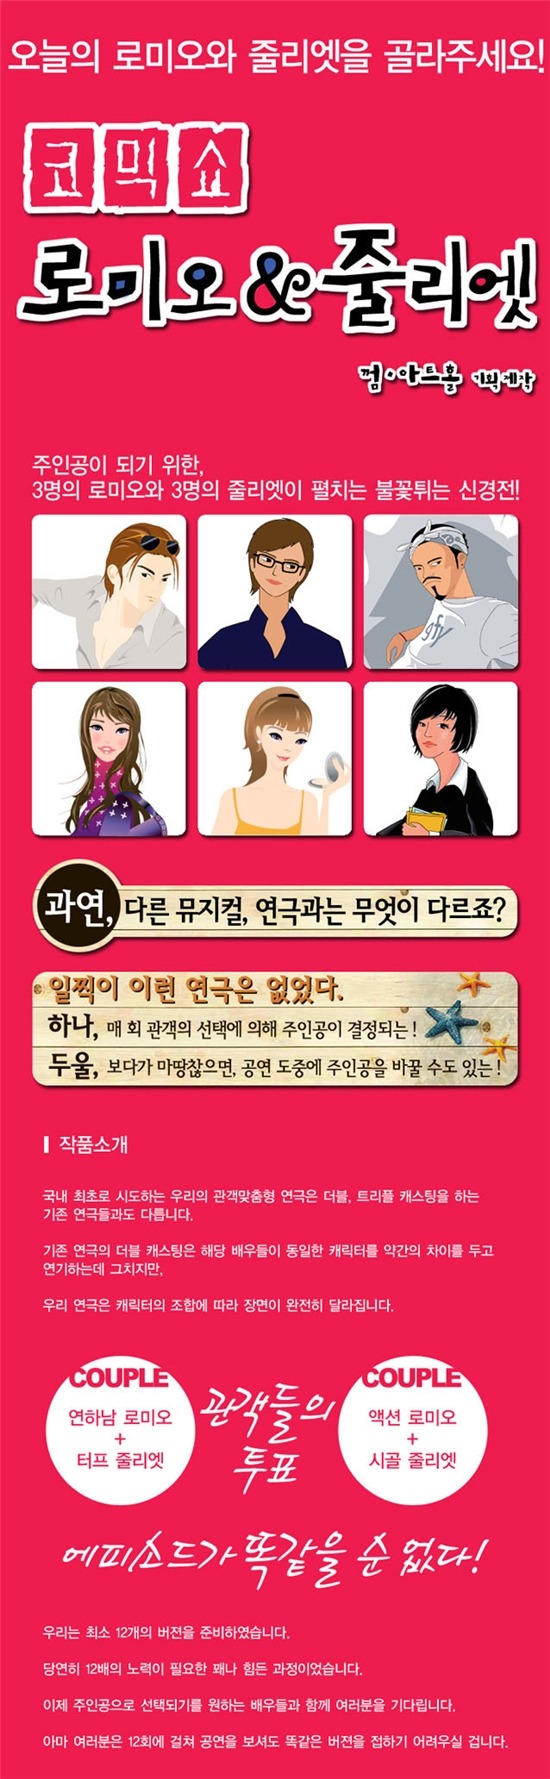 오늘의 로미오와 줄리엣을 골라주세요!
코믹쇼
로미오&줄리엣
껌·아트홀 기획제작
주인공이 되기 위한,
3명의 로미오와 3명의 줄리엣이 펼치는 불꽃튀는 신경전!
gfy
과연, 다른 뮤지컬, 연극과는 무엇이 다르죠?
일찍이 이런 연극은 없었다.
하나, 매 회 관객의 선택에 의해 주인공이 결정되는!
두울, 보다가 마땅찮으면, 공연 도중에 주인공을 바꿀 수도 있는!
작품소개
국내 최초로 시도하는 우리의 관객맞춤형 연극은 더블, 트리플 캐스팅을 하는
기존 연극들과도 다릅니다.
기존 연극의 더블 캐스팅은 해당 배우들이 동일한 캐릭터를 약간의 차이를 두고
연기하는데 그치지만,
우리 연극은 캐릭터의 조합에 따라 장면이 완전히 달라집니다.
COUPLE
연하남 로미오
+
터프 줄리엣
관객들의
투표
COUPLE
액션 로미오
+
시골 줄리엣
에피소드가 똑같을 순 없다!
우리는 최소 12개의 버젼을 준비하였습니다.
당연히 12배의 노력이 필요한 꽤나 힘든 과정이었습니다.
이제 주인공으로 선택되기를 원하는 배우들과 함께 여러분을 기다립니다.
아마 여러분은 12회에 걸쳐 공연을 보셔도 똑같은 버젼을 접하기 어려우실 겁니다.